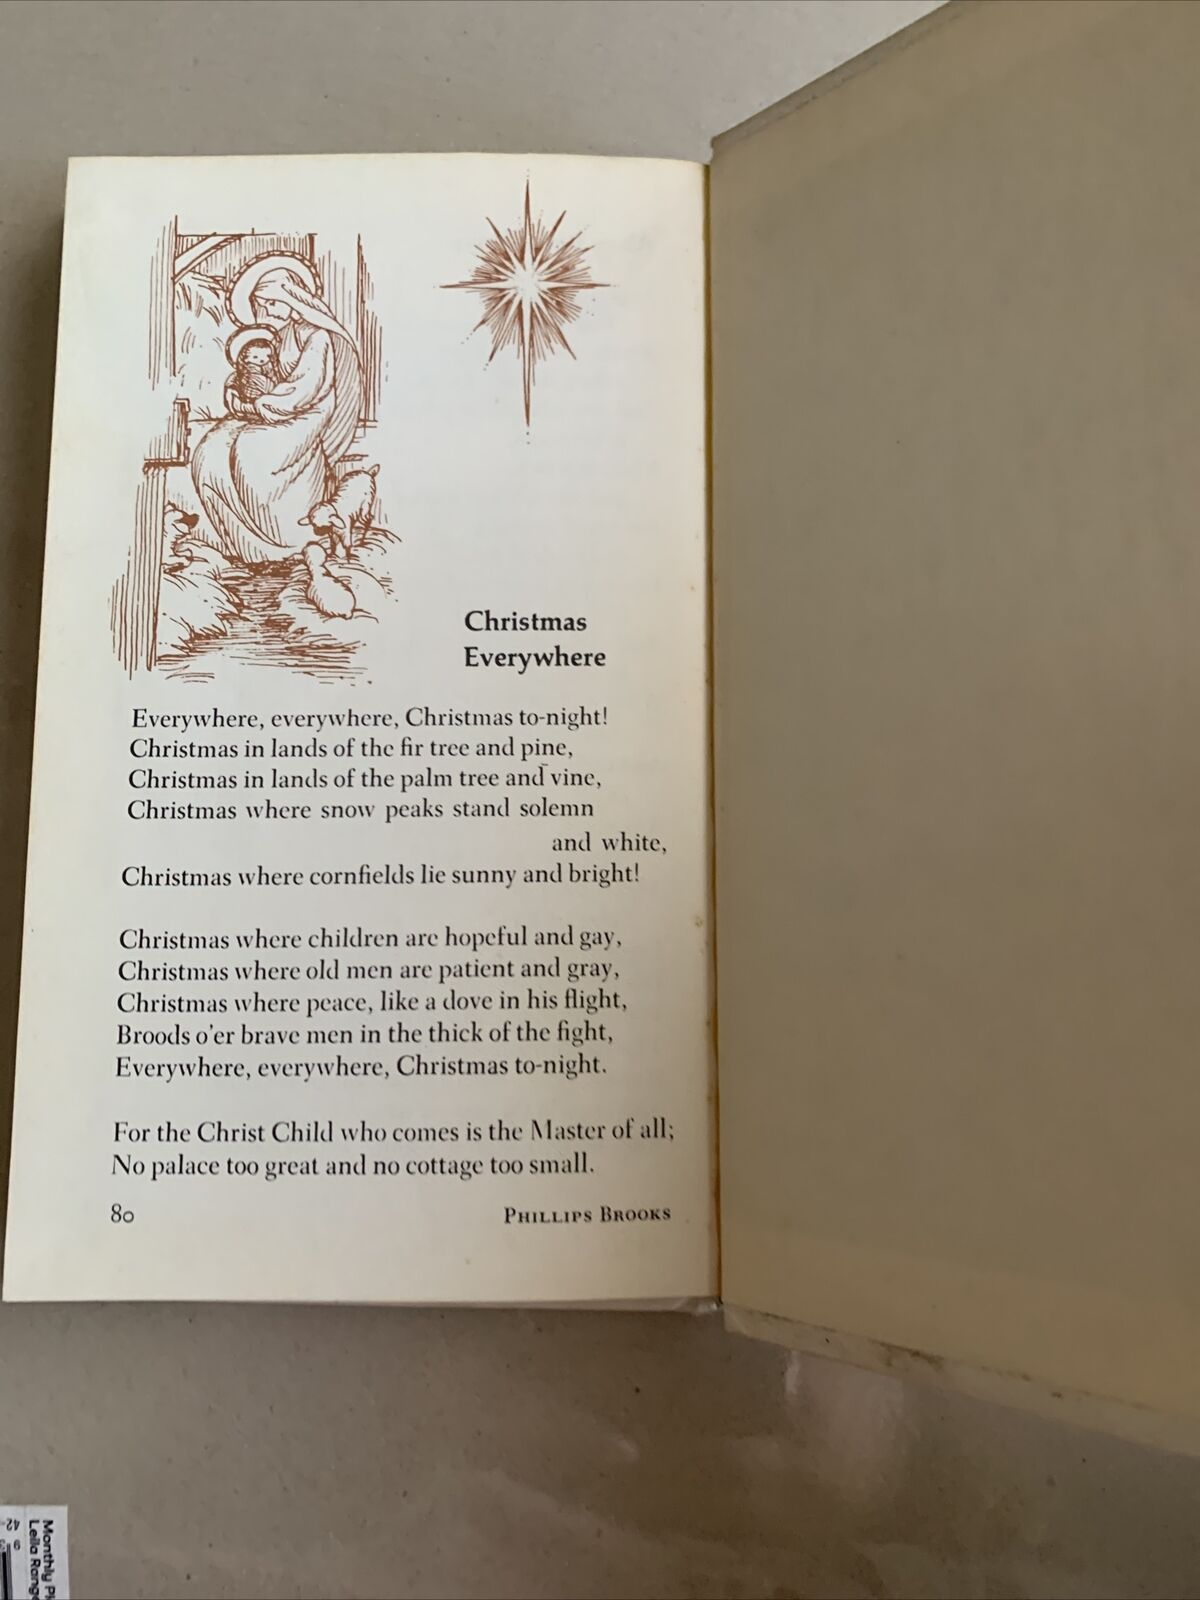 Christmas
Everywhere
Everywhere, everywhere, Christmas to-night!
Christmas in lands of the fir tree and pine,
Christmas in lands of the palm tree and vine,
Christmas where snow peaks stand solemn
and white,
Christmas where cornfields lie sunny and bright!
Christmas where children are hopeful and gay,
Christmas where old men are patient and gray,
Christmas where peace, like a dove in his flight,
Broods o'er brave men in the thick of the fight,
Everywhere, everywhere, Christmas to-night.
For the Christ Child who comes is the Master of all;
No palace too great and no cottage too small.
80 PHILLIPS BROOKS
Monthly
Leila